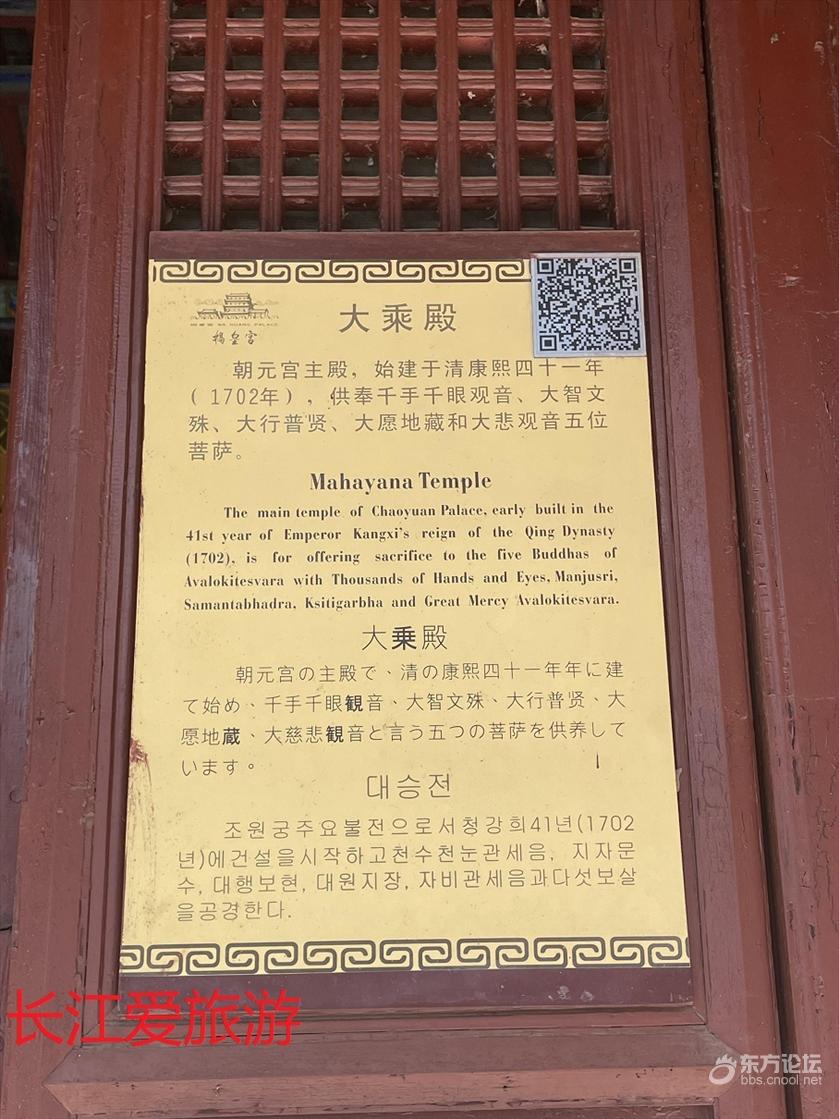 WA HUANG PALACE
娲皇宫
大乘殿
朝元宫主殿，始建于清康熙四十一年
（1702年），供奉千手千眼观音、大智文
殊、大行普贤、大愿地藏和大悲观音五位
菩萨。
Mahayana Temple
The main temple of Chaoyuan Palace, early built in the
41st year of Emperor Kangxi's reign of the Qing Dynasty
(1702), is for offering sacrifice to the five Buddhas of
Avalokitesvara with Thousands of Hands and Eyes, Manjusri,
Samantabhadra, Ksitigarbha and Great Mercy Avalokitesvara.
大乗殿
朝元宫の主殿で、清の康熙四十一年年に建
て始め、千手千眼観音、大智文殊、大行普贤、大
愿地蔵、大慈悲観音と言う五つの菩萨を供养して
います。
대승전
조원궁주요불전으로서청강희41년(1702
년)에건설을시작하고천수천눈관세음, 지자문
수, 대행보현, 대원지장, 자비관세음과다섯보살
을공경한다.
长江爱旅游
东方论坛
bbs.cnool.net